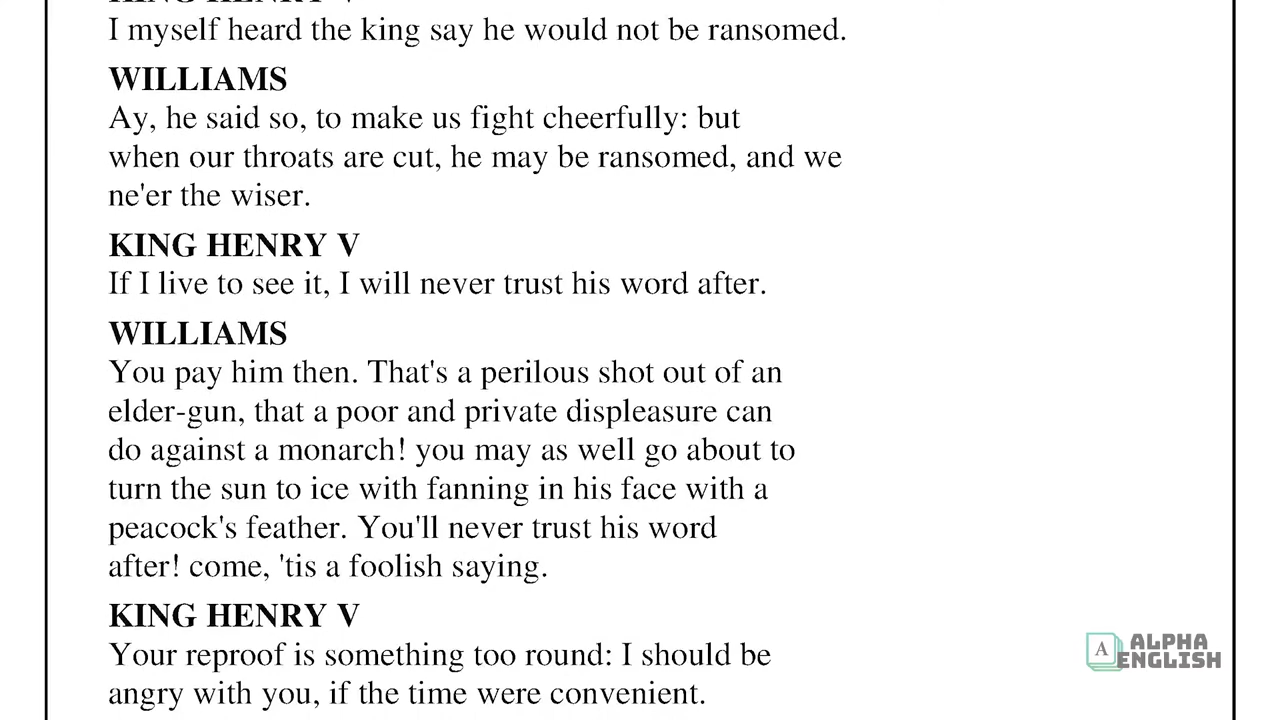 KING HENRY V
I myself heard the king say he would not be ransomed.
WILLIAMS
Ay, he said so, to make us fight cheerfully: but
when our throats are cut, he may be ransomed, and we
ne'er the wiser.
KING HENRY V
If I live to see it, I will never trust his word after.
WILLIAMS
You pay him then. That's a perilous shot out of an
elder-gun, that a poor and private displeasure can
do against a monarch! you may as well go about to
turn the sun to ice with fanning in his face with a
peacock's feather. You'll never trust his word
after! come, 'tis a foolish saying.
KING HENRY V
Your reproof is something too round: I should be
angry with you, if the time were convenient.
A ALPHA
ENGLISH